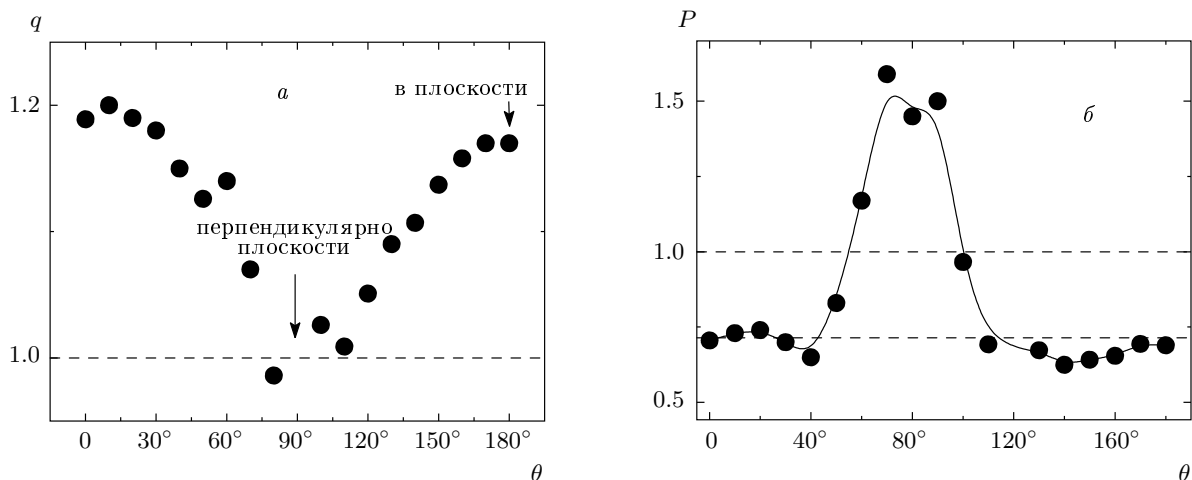 q
1.2
1.0
а
в плоскости
перпендикулярно
плоскости
0 30° 60° 90° 120° 150° 180°
θ
P
1.5
1.0
0.5
б
0 40° 80° 120° 160°
θ